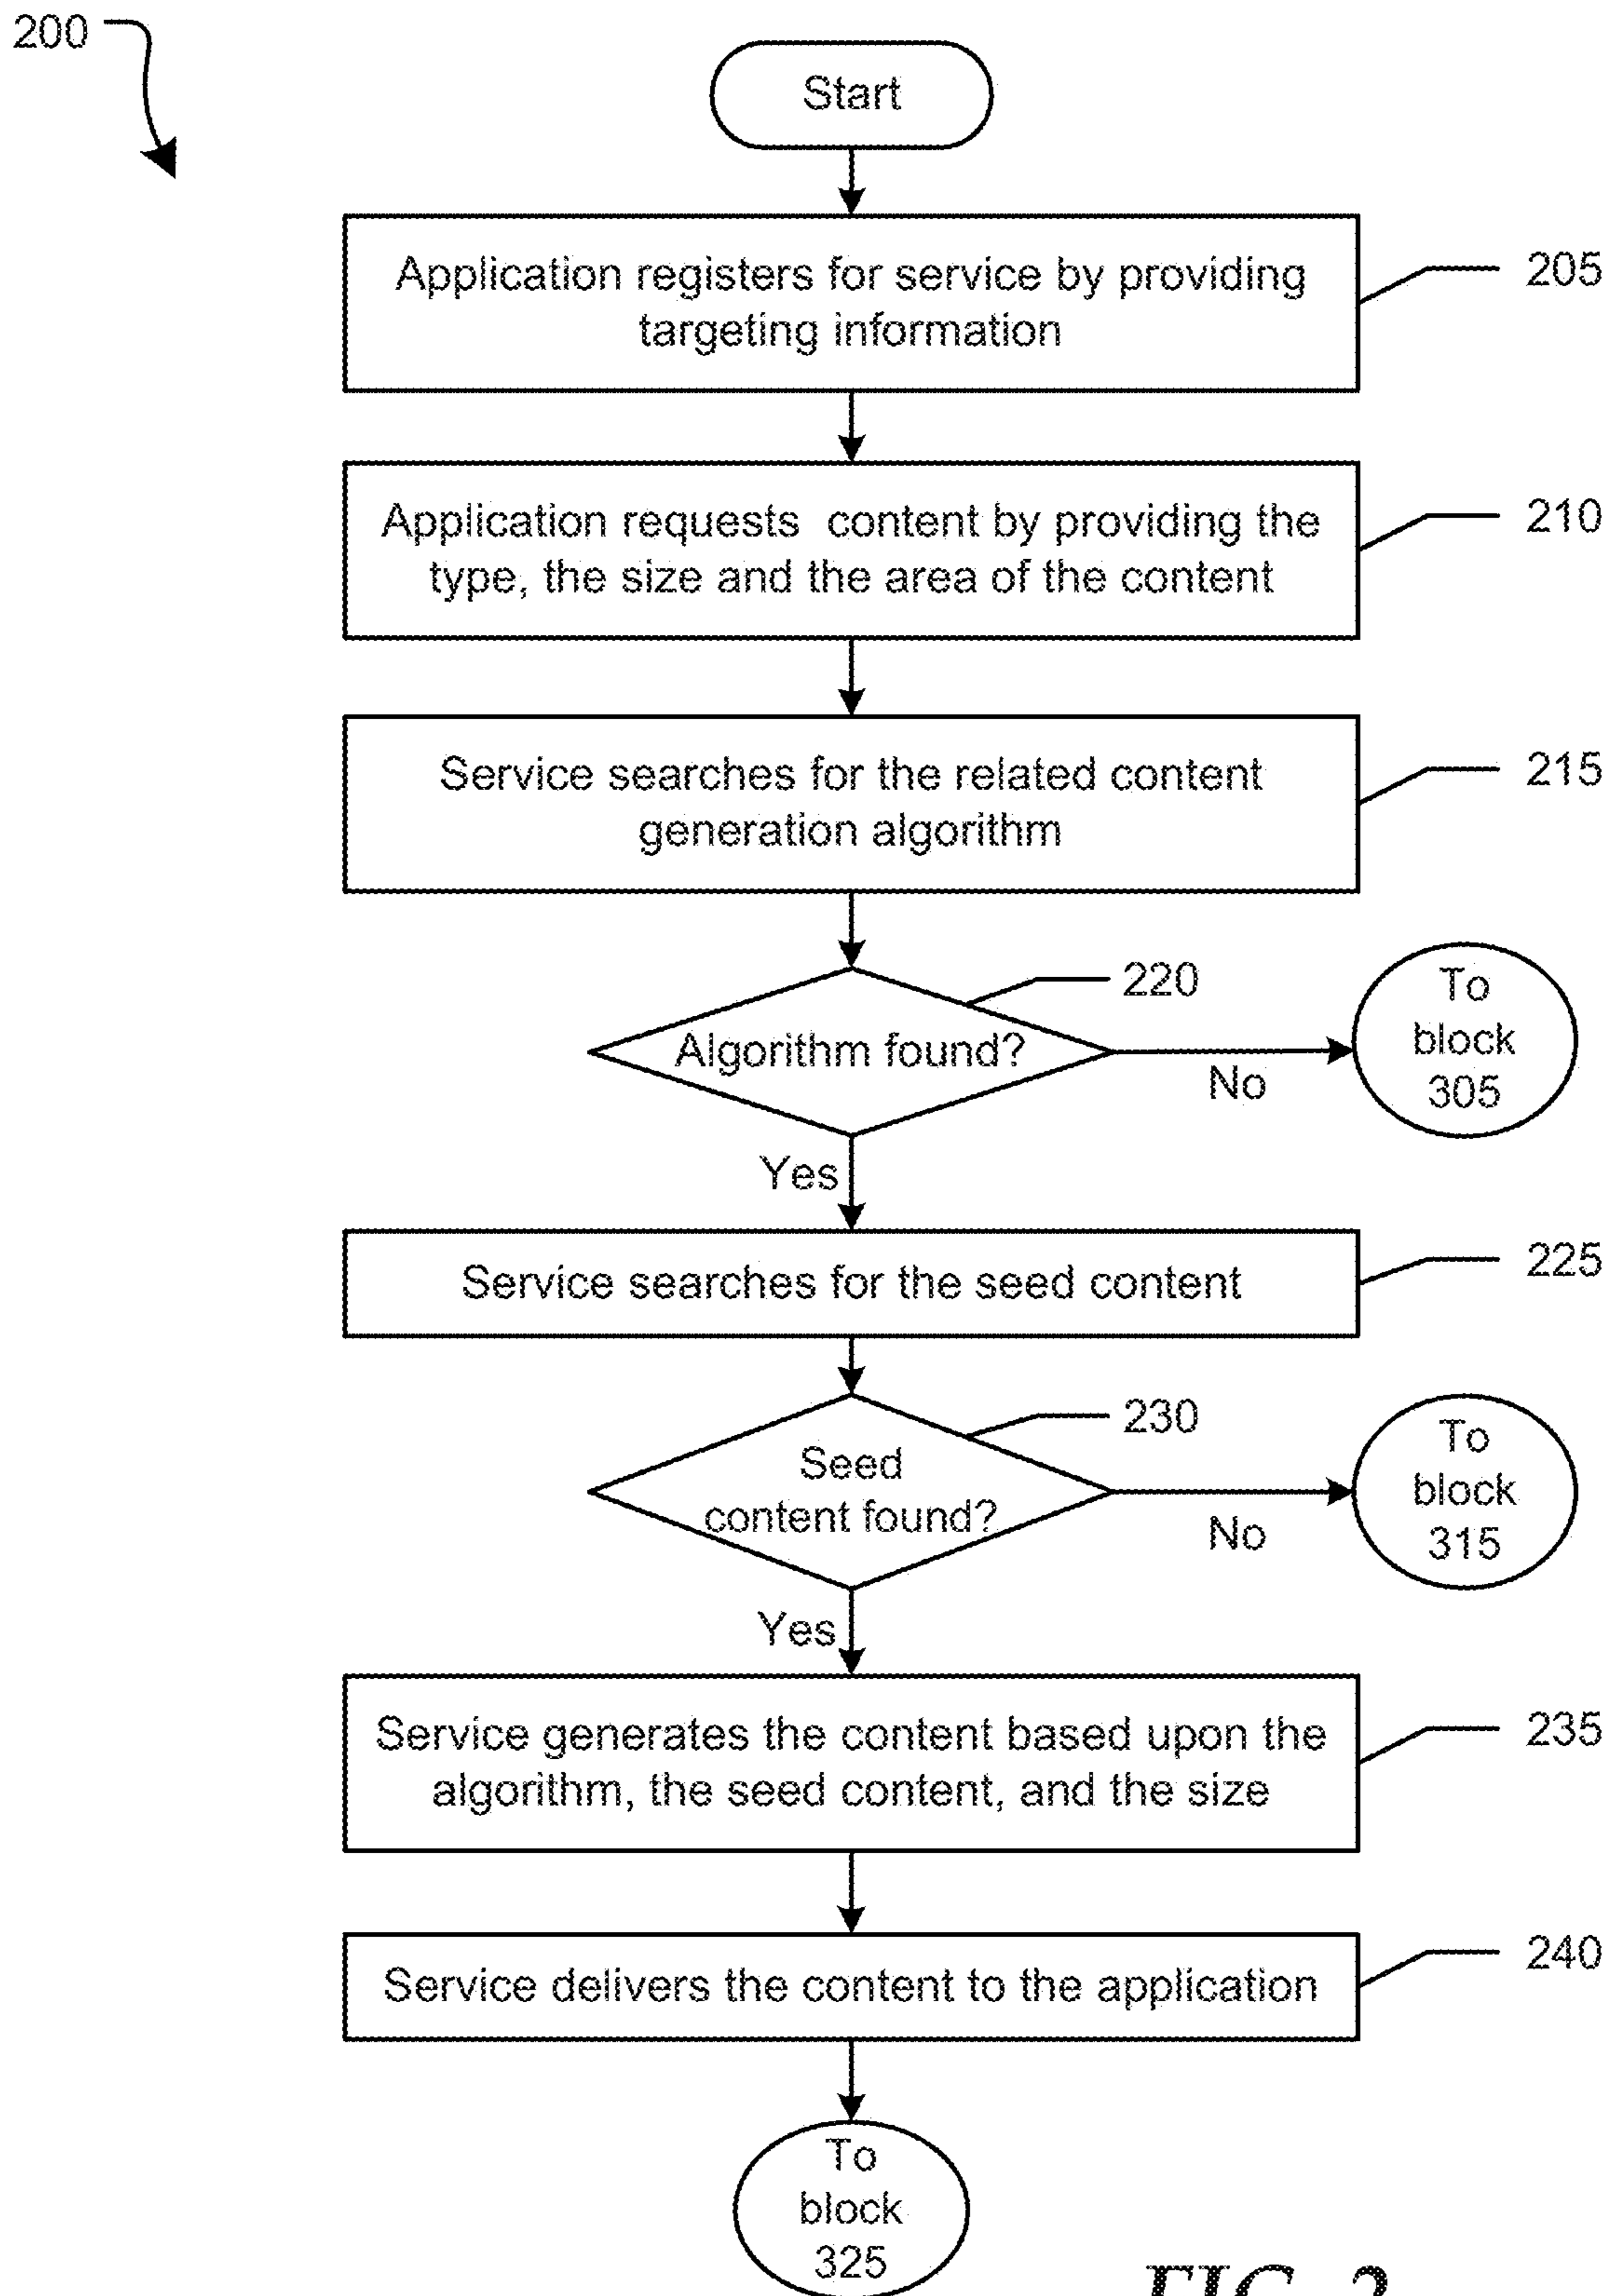 200
Start
Application registers for service by providing
targeting information
205
Application requests content by providing the
type, the size and the area of the content
210
Service searches for the related content
generation algorithm
215
220
Algorithm found?
No
To
block
305
Yes
Service searches for the seed content
225
230
Seed
content found?
No
To
block
315
Yes
Service generates the content based upon the
algorithm, the seed content, and the size
235
Service delivers the content to the application
240
To
block
325
FIG. 2